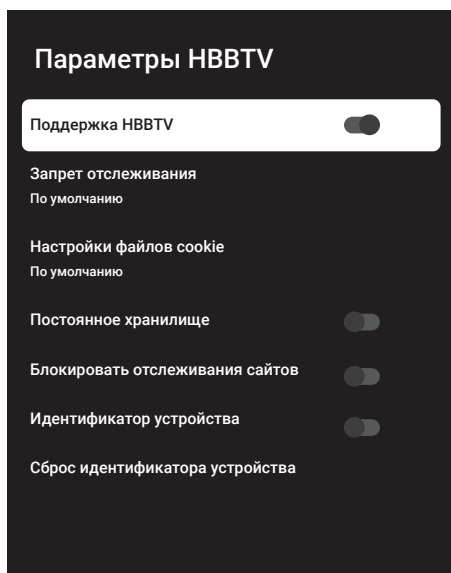 Параметры HBBTV
Поддержка HBBTV
Запрет отслеживания
По умолчанию
Настройки файлов cookie
По умолчанию
Постоянное хранилище
Блокировать отслеживания сайтов
Идентификатор устройства
Сброс идентификатора устройства